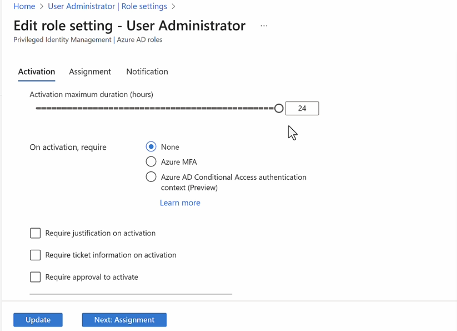 Home > User Administrator | Role settings >
Edit role setting - User Administrator ...
Privileged Identity Management | Azure AD roles
Activation Assignment Notification
Activation maximum duration (hours)
24
On activation, require
None
Azure MFA
Azure AD Conditional Access authentication
context (Preview)
Learn more
Require justification on activation
Require ticket information on activation
Require approval to activate
Update Next: Assignment